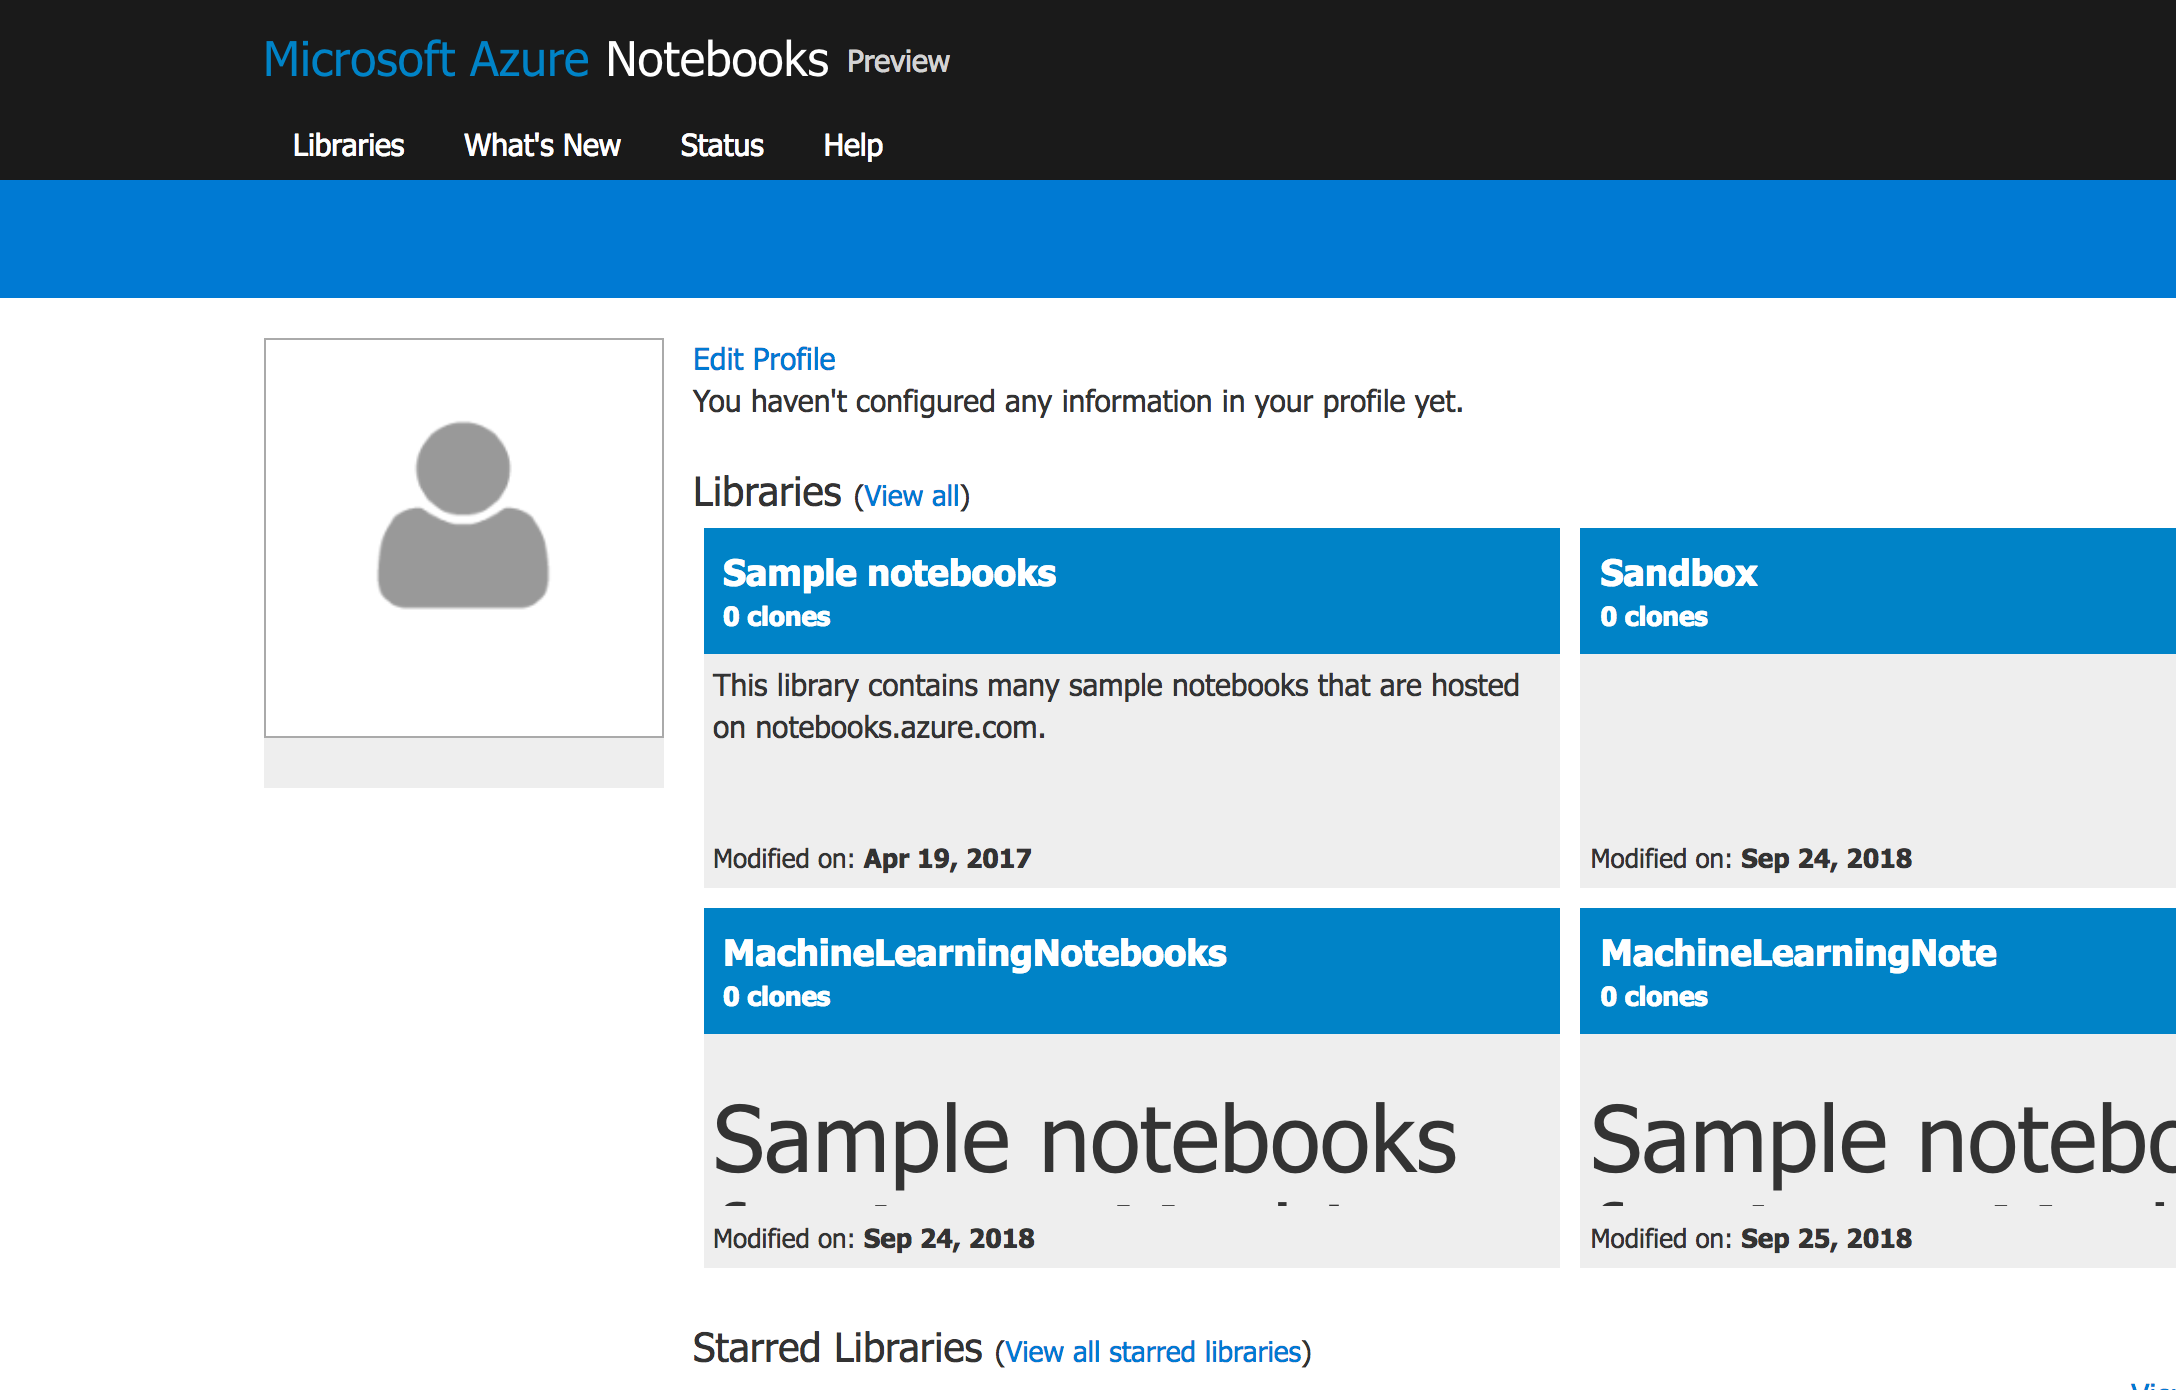 Microsoft Azure Notebooks Preview
Libraries What's New Status Help
Edit Profile
You haven't configured any information in your profile yet.
Libraries (View all)
Sample notebooks
0 clones
This library contains many sample notebooks that are hosted
on notebooks.azure.com.
Modified on: Apr 19, 2017
Sandbox
0 clones
Modified on: Sep 24, 2018
MachineLearningNotebooks
0 clones
Sample notebooks
Modified on: Sep 24, 2018
MachineLearningNote
0 clones
Sample notebo
Modified on: Sep 25, 2018
Starred Libraries (View all starred libraries)